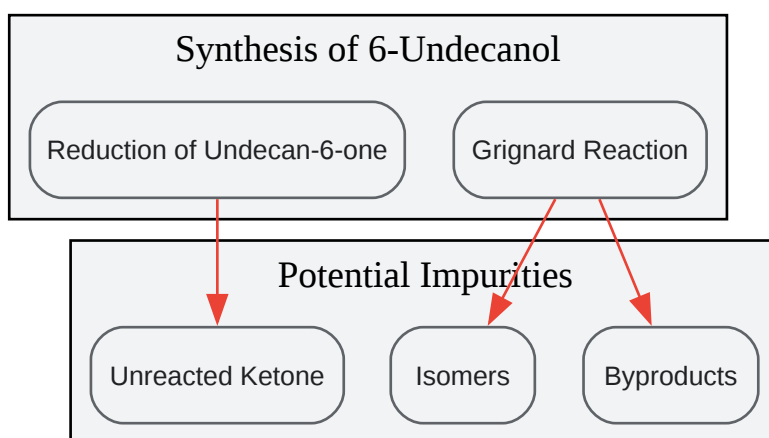 Synthesis of 6-Undecanol
Reduction of Undecan-6-one
Grignard Reaction
Potential Impurities
Unreacted Ketone
Isomers
Byproducts